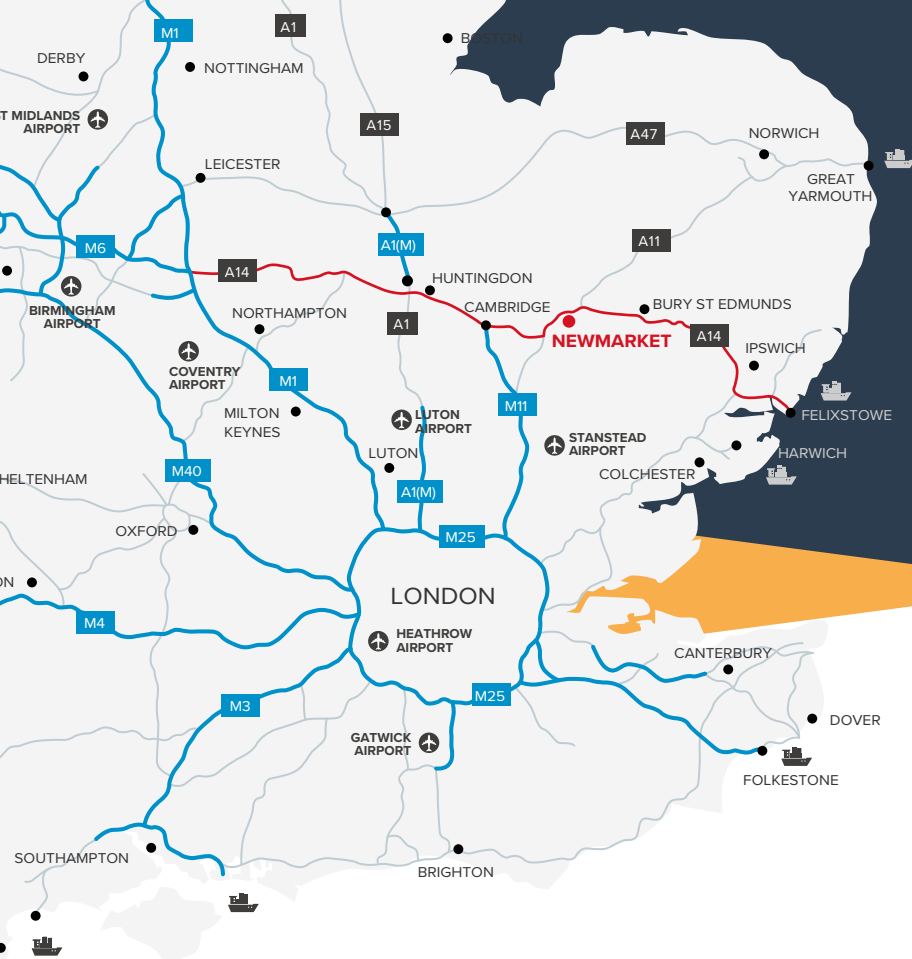 M1
A1
BOSTON
DERBY
NOTTINGHAM
T MIDLANDS
AIRPORT
A15
A47
NORWICH
LEICESTER
GREAT
YARMOUTH
M6
A1(M)
A11
A14
HUNTINGDON
BIRMINGHAM
AIRPORT
NORTHAMPTON
A1
CAMBRIDGE
BURY ST EDMUNDS
NEWMARKET
A14
IPSWICH
COVENTRY
AIRPORT
M1
M11
MILTON
KEYNES
LUTON
AIRPORT
FELIXSTOWE
STANSTEAD
AIRPORT
HARWICH
LUTON
M40
COLCHESTER
HELTENHAM
A1(M)
OXFORD
M25
ON
LONDON
M4
HEATHROW
AIRPORT
CANTERBURY
M3
M25
DOVER
GATWICK
AIRPORT
FOLKESTONE
SOUTHAMPTON
BRIGHTON